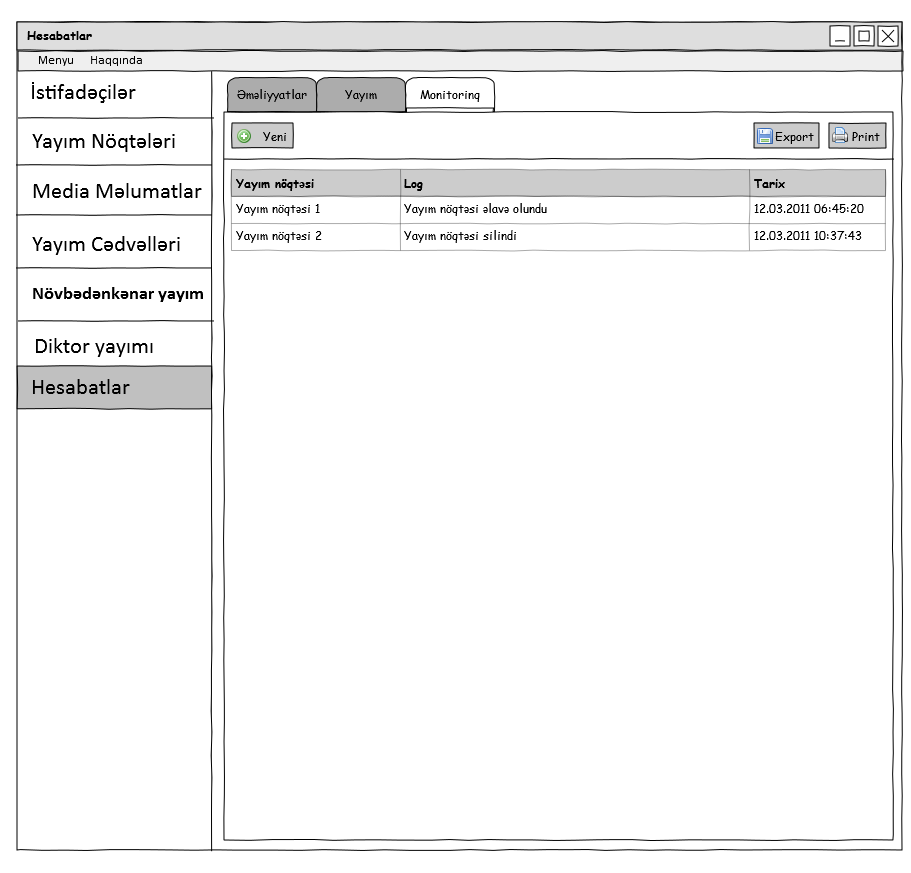 Hesabatlar
Menyu Haqqında
İstifadəçilər
Yayım Nöqtələri
Media Məlumatlar
Yayım Cədvəlləri
Növbədənkənar yayım
Diktor yayımı
Hesabatlar
Əməliyyatlar Yayım Monitorinq
Yeni Export Print
Yayım nöqtəsi Log Tarix
Yayım nöqtəsi 1 Yayım nöqtəsi əlavə olundu 12.03.2011 06:45:20
Yayım nöqtəsi 2 Yayım nöqtəsi silindi 12.03.2011 10:37:43